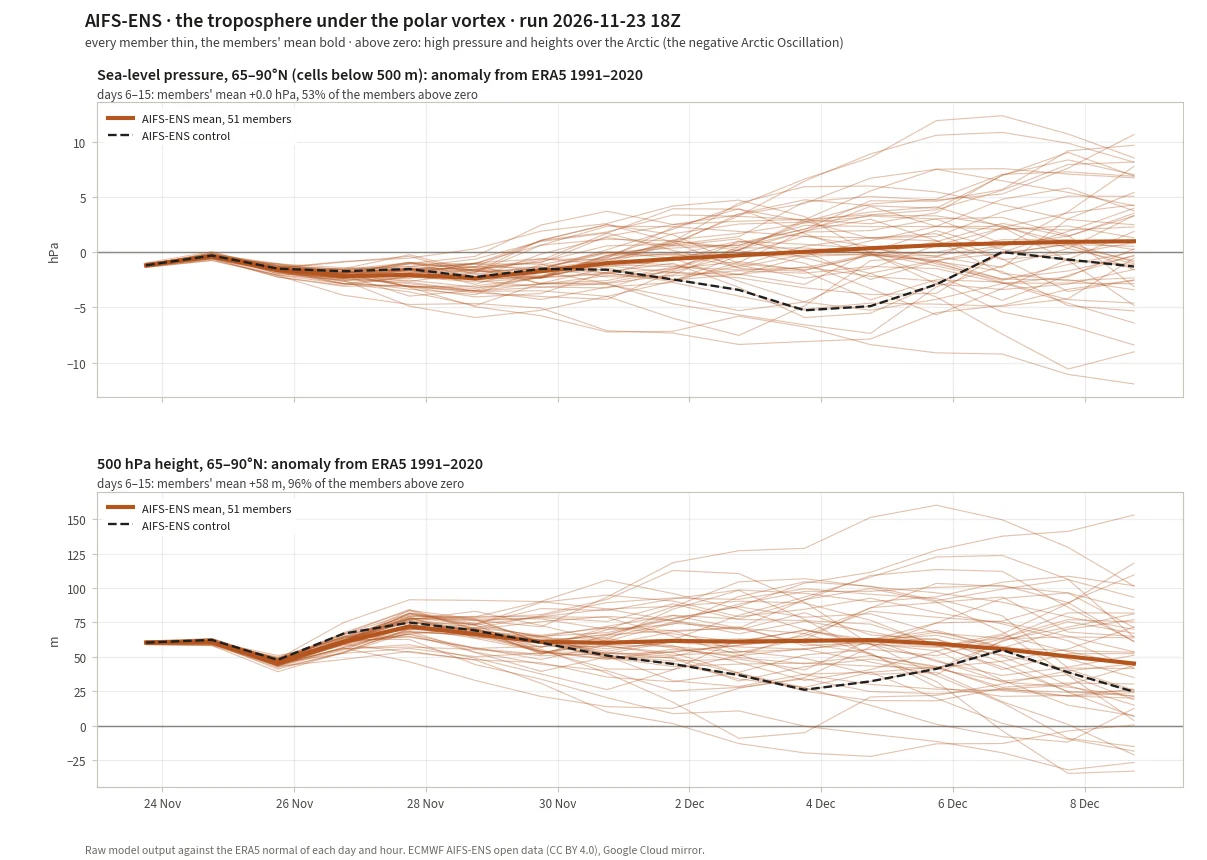 AIFS-ENS · the troposphere under the polar vortex · run 2026-11-23 18Z
every member thin, the members' mean bold · above zero: high pressure and heights over the Arctic (the negative Arctic Oscillation)
Sea-level pressure, 65–90°N (cells below 500 m): anomaly from ERA5 1991–2020
days 6–15: members' mean +0.0 hPa, 53% of the members above zero
AIFS-ENS mean, 51 members
AIFS-ENS control
10
5
0
−5
−10
hPa
500 hPa height, 65–90°N: anomaly from ERA5 1991–2020
days 6–15: members' mean +58 m, 96% of the members above zero
AIFS-ENS mean, 51 members
AIFS-ENS control
150
125
100
75
50
25
0
−25
m
24 Nov
26 Nov
28 Nov
30 Nov
2 Dec
4 Dec
6 Dec
8 Dec
Raw model output against the ERA5 normal of each day and hour. ECMWF AIFS-ENS open data (CC BY 4.0), Google Cloud mirror.